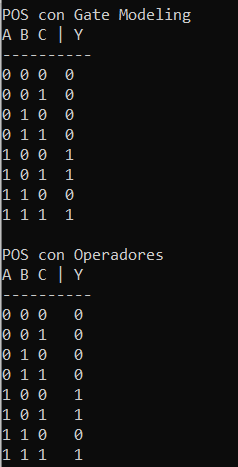 POS con Gate Modeling
A B C | Y
----------
0 0 0  0
0 0 1  0
0 1 0  0
0 1 1  0
1 0 0  1
1 0 1  1
1 1 0  0
1 1 1  1

POS con Operadores
A B C | Y
----------
0 0 0   0
0 0 1   0
0 1 0   0
0 1 1   0
1 0 0   1
1 0 1   1
1 1 0   0
1 1 1   1